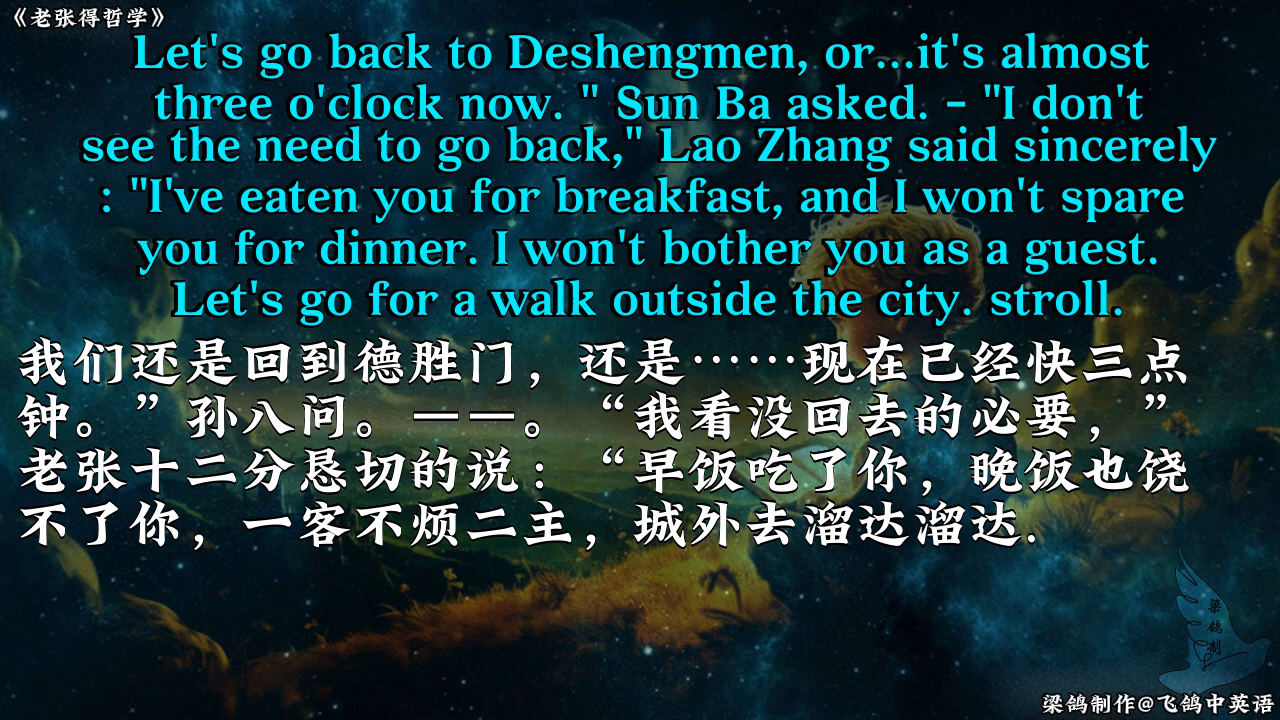 《老张得哲学》
Let's go back to Deshengmen, or...it's almost
three o'clock now. " Sun Ba asked. - "I don't
see the need to go back," Lao Zhang said sincerely
: "I've eaten you for breakfast, and I won't spare
you for dinner. I won't bother you as a guest.
Let's go for a walk outside the city. stroll.
我们还是回到德胜门，还是……现在已经快三点
钟。” 孙八问。——。“我看没回去的必要，”
老张十二分恳切的说：“早饭吃了你，晚饭也饶
不了你，一客不烦二主，城外去溜达溜达.
梁鸽制
梁鸽制作@飞鸽中英语